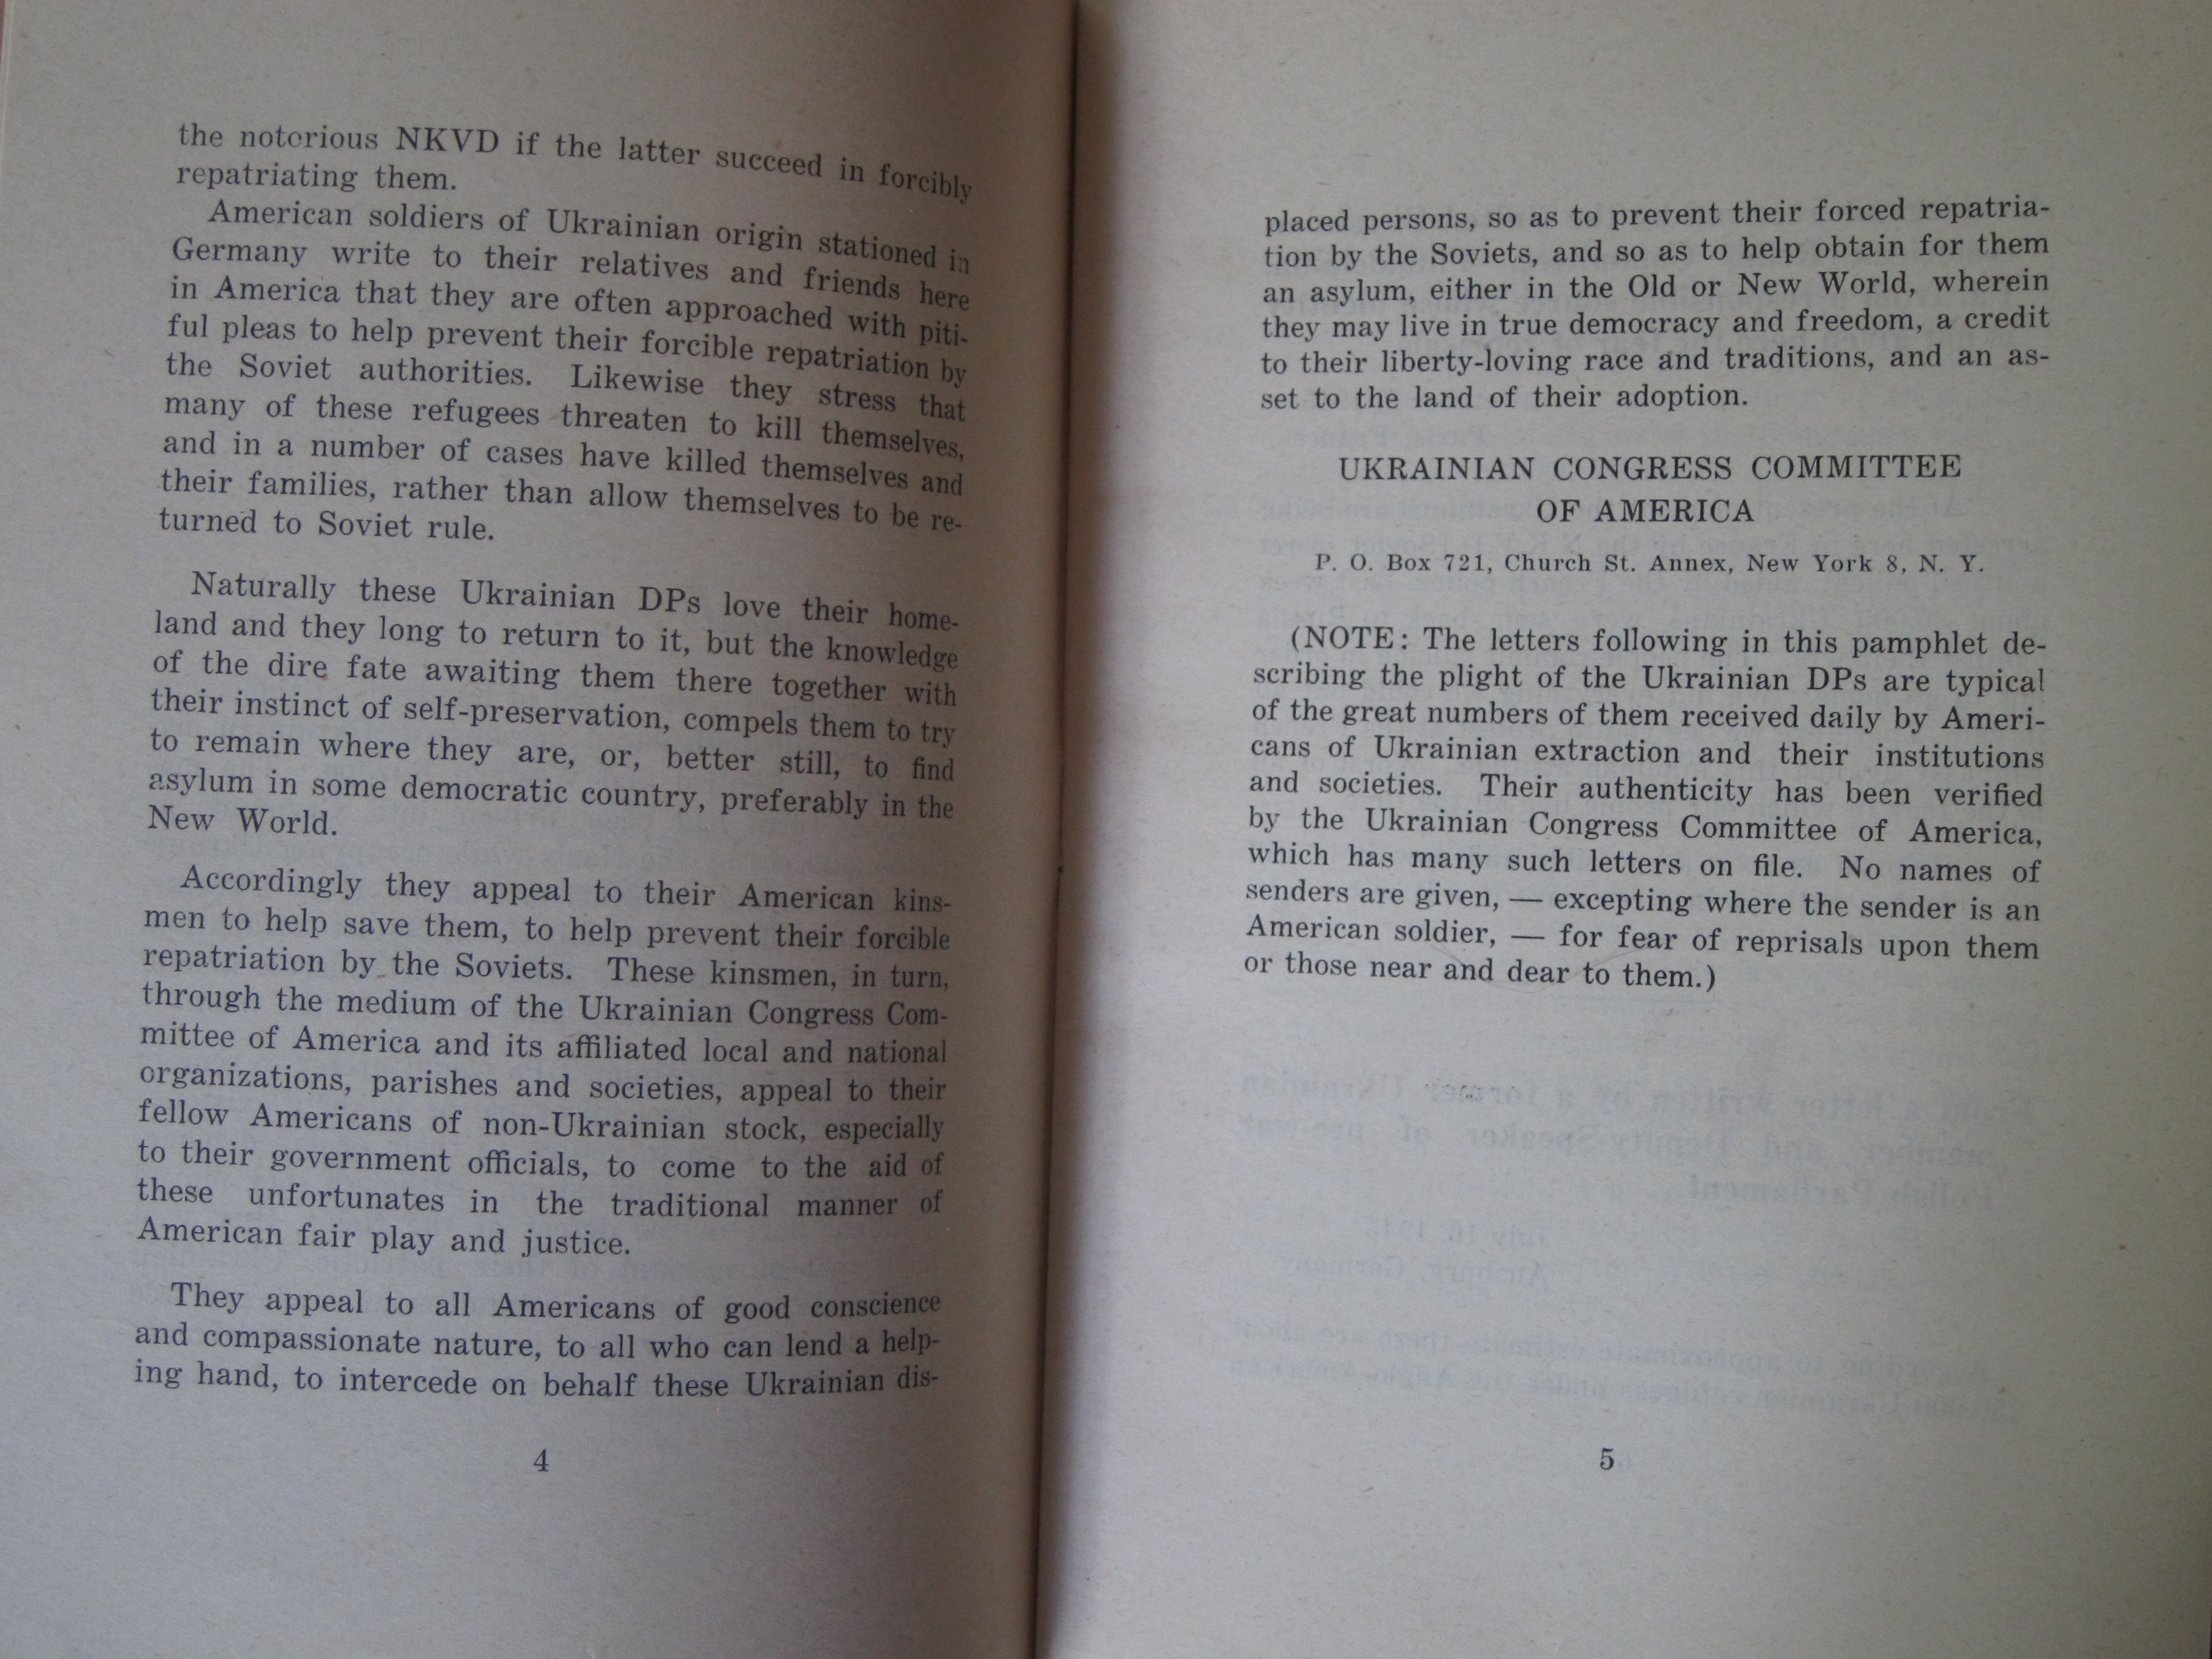 the notorious NKVD if the latter succeed in forcibly
repatriating them.
American soldiers of Ukrainian origin stationed in
Germany write to their relatives and friends here
in America that they are often approached with piti-
ful pleas to help prevent their forcible repatriation by
the Soviet authorities. Likewise they stress that
many of these refugees threaten to kill themselves,
and in a number of cases have killed themselves and
their families, rather than allow themselves to be re-
turned to Soviet rule.
Naturally these Ukrainian DPs love their home-
land and they long to return to it, but the knowledge
of the dire fate awaiting them there together with
their instinct of self-preservation, compels them to try
to remain where they are, or, better still, to find
asylum in some democratic country, preferably in the
New World.
Accordingly they appeal to their American kins-
men to help save them, to help prevent their forcible
repatriation by the Soviets. These kinsmen, in turn,
through the medium of the Ukrainian Congress Com-
mittee of America and its affiliated local and national
organizations, parishes and societies, appeal to their
fellow Americans of non-Ukrainian stock, especially
to their government officials, to come to the aid of
these unfortunates in the traditional manner of
American fair play and justice.
They appeal to all Americans of good conscience
and compassionate nature, to all who can lend a help-
ing hand, to intercede on behalf these Ukrainian dis-
4
placed persons, so as to prevent their forced repatria-
tion by the Soviets, and so as to help obtain for them
an asylum, either in the Old or New World, wherein
they may live in true democracy and freedom, a credit
to their liberty-loving race and traditions, and an as-
set to the land of their adoption.
UKRAINIAN CONGRESS COMMITTEE
OF AMERICA
P. O. Box 721, Church St. Annex, New York 8, N. Y.
(NOTE: The letters following in this pamphlet de-
scribing the plight of the Ukrainian DPs are typical
of the great numbers of them received daily by Ameri-
cans of Ukrainian extraction and their institutions
and societies. Their authenticity has been verified
by the Ukrainian Congress Committee of America,
which has many such letters on file. No names of
senders are given, — excepting where the sender is an
American soldier, — for fear of reprisals upon them
or those near and dear to them.)
5